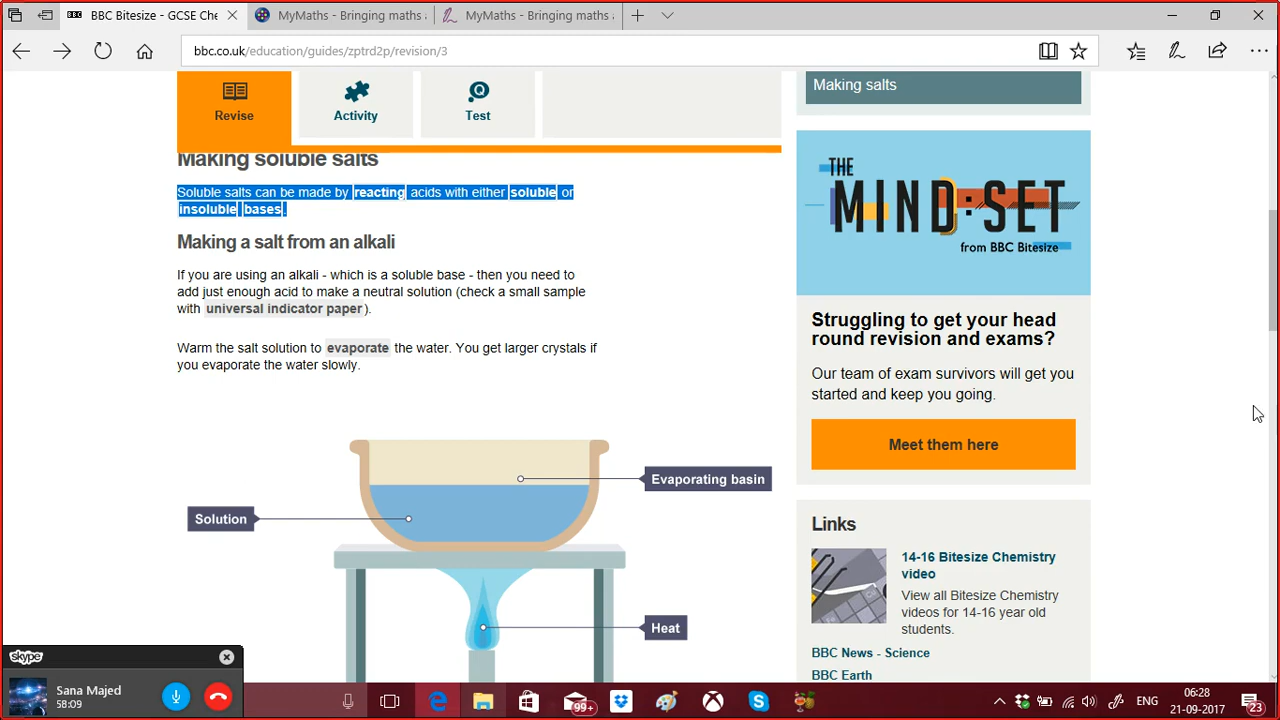 BBC Bitesize - GCSE Che
MyMaths - Bringing maths a
MyMaths - Bringing maths a
bbc.co.uk/education/guides/zptrd2p/revision/3
Revise
Activity
Test
Making soluble salts
Soluble salts can be made by reacting acids with either soluble or
insoluble bases.
Making a salt from an alkali
If you are using an alkali - which is a soluble base - then you need to
add just enough acid to make a neutral solution (check a small sample
with universal indicator paper).
Warm the salt solution to evaporate the water. You get larger crystals if
you evaporate the water slowly.
Evaporating basin
Solution
Heat
Making salts
THE
MIND:SET
from BBC Bitesize
Struggling to get your head
round revision and exams?
Our team of exam survivors will get you
started and keep you going.
Meet them here
Links
14-16 Bitesize Chemistry
video
View all Bitesize Chemistry
videos for 14-16 year old
students.
BBC News - Science
BBC Earth
skype
Sana Majed
58:09
99+
ENG
06:28
21-09-2017
23